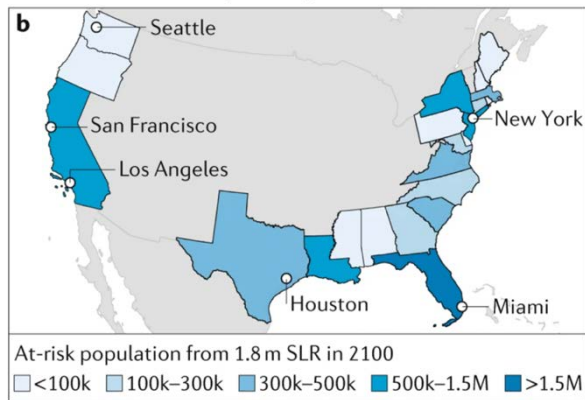 b
Seattle
San Francisco
New York
Los Angeles
Houston
Miami
At-risk population from 1.8 m SLR in 2100
<100k 100k–300k 300k–500k 500k–1.5M >1.5M